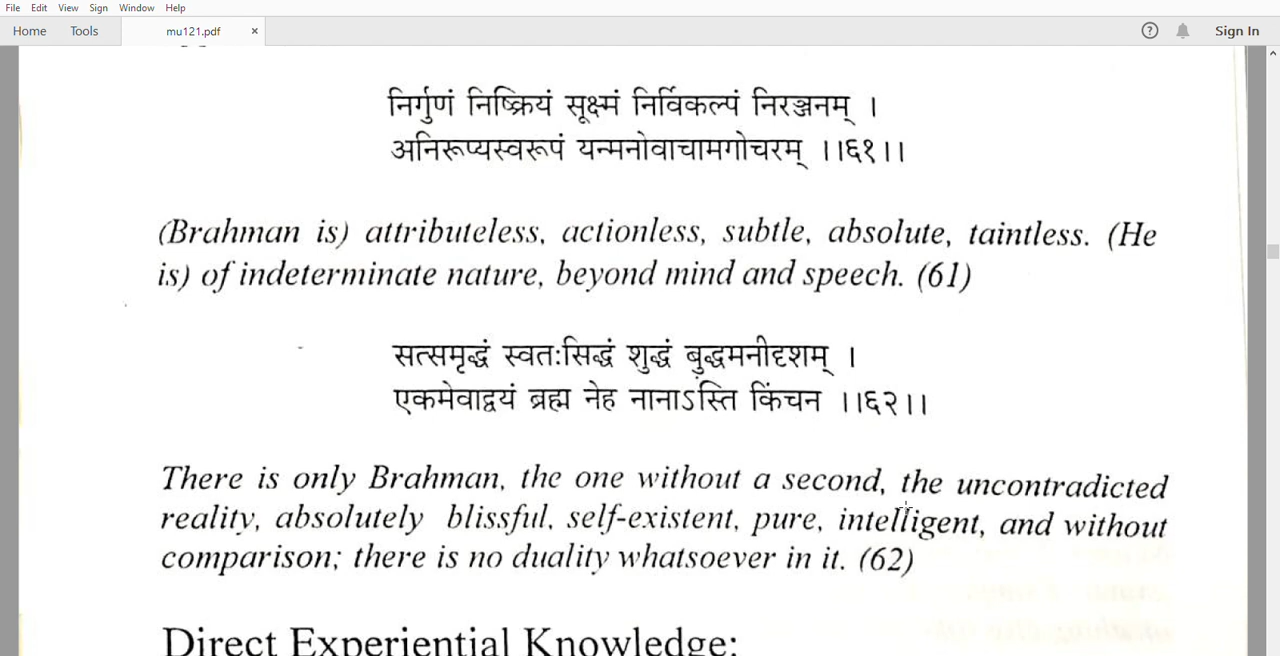 File Edit View Sign Window Help
Home Tools mu121.pdf × ? Sign In
निर्गुणं निष्क्रियं सूक्ष्मं निर्विकल्पं निरञ्जनम् ।
अनिरूप्यस्वरूपं यन्मनोवाचामगोचरम् ।।६१।।
(Brahman is) attributeless, actionless, subtle, absolute, taintless. (He
is) of indeterminate nature, beyond mind and speech. (61)
सत्समृद्धं स्वतःसिद्धं शुद्धं बुद्धमनीदृशम् ।
एकमेवाद्वयं ब्रह्म नेह नानाऽस्ति किंचन ।।६२।।
There is only Brahman, the one without a second, the uncontradicted
reality, absolutely blissful, self-existent, pure, intelligent, and without
comparison; there is no duality whatsoever in it. (62)
Direct Experiential Knowledge: